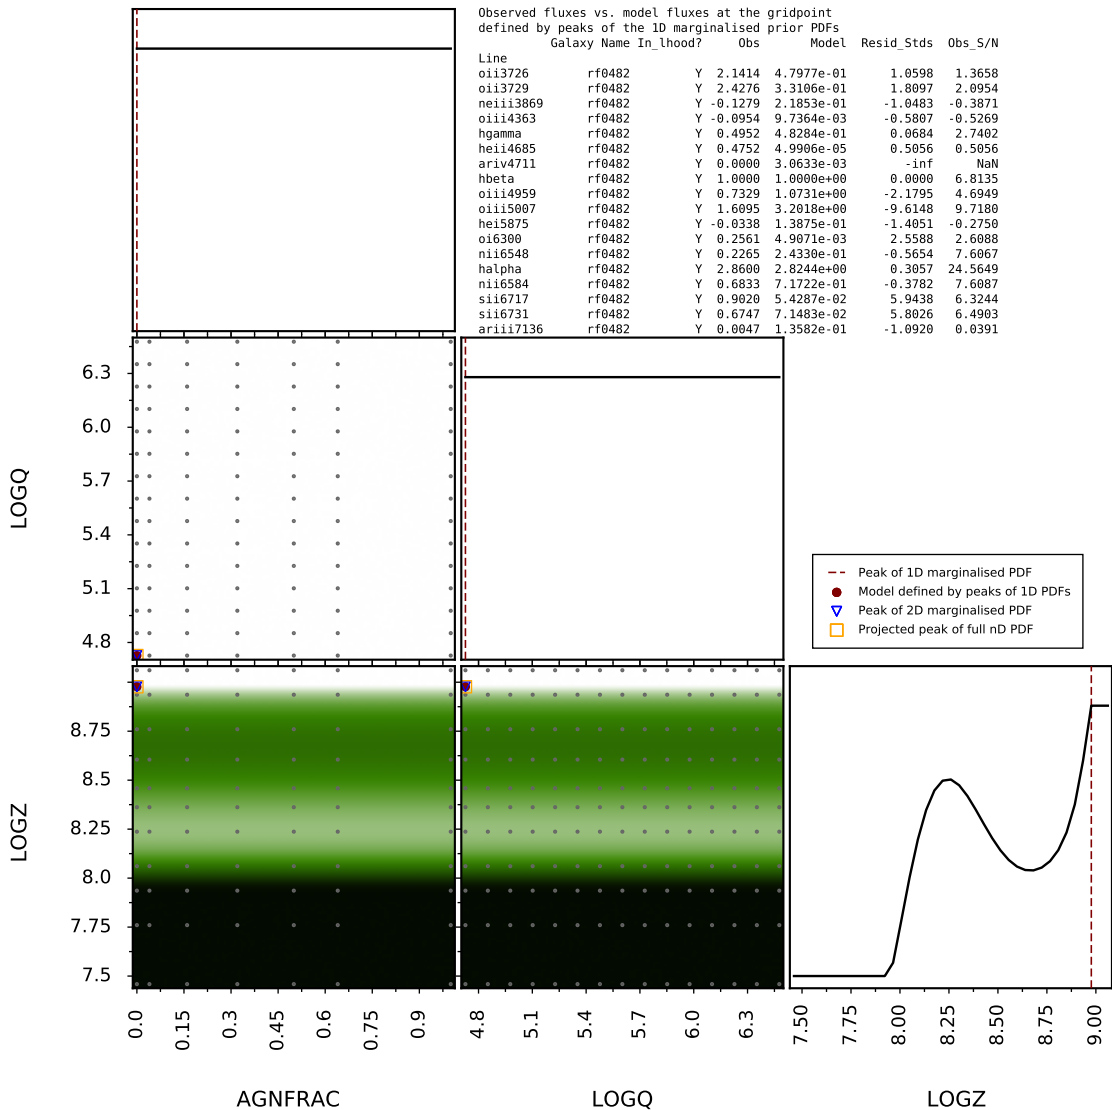 Observed fluxes vs. model fluxes at the gridpoint
defined by peaks of the 1D marginalised prior PDFs
Galaxy Name In_lhood? Obs Model Resid_Stds Obs_S/N
Line
oii3726 rf0482 Y 2.1414 4.7977e-01 1.0598 1.3658
oii3729 rf0482 Y 2.4276 3.3106e-01 1.8097 2.0954
neiii3869 rf0482 Y -0.1279 2.1853e-01 -1.0483 -0.3871
oiii4363 rf0482 Y -0.0954 9.7364e-03 -0.5807 -0.5269
hgamma rf0482 Y 0.4952 4.8284e-01 0.0684 2.7402
heii4685 rf0482 Y 0.4752 4.9906e-05 0.5056 0.5056
ariv4711 rf0482 Y 0.0000 3.0633e-03 -inf NaN
hbeta rf0482 Y 1.0000 1.0000e+00 0.0000 6.8135
oiii4959 rf0482 Y 0.7329 1.0731e+00 -2.1795 4.6949
oiii5007 rf0482 Y 1.6095 3.2018e+00 -9.6148 9.7180
hei5875 rf0482 Y -0.0338 1.3875e-01 -1.4051 -0.2750
oi6300 rf0482 Y 0.2561 4.9071e-03 2.5588 2.6088
nii6548 rf0482 Y 0.2265 2.4330e-01 -0.5654 7.6067
halpha rf0482 Y 2.8600 2.8244e+00 0.3057 24.5649
nii6584 rf0482 Y 0.6833 7.1722e-01 -0.3782 7.6087
sii6717 rf0482 Y 0.9020 5.4287e-02 5.9438 6.3244
sii6731 rf0482 Y 0.6747 7.1483e-02 5.8026 6.4903
ariii7136 rf0482 Y 0.0047 1.3582e-01 -1.0920 0.0391
6.3
6.0
5.7
5.4
5.1
4.8
LOGQ
Peak of 1D marginalised PDF
Model defined by peaks of 1D PDFs
Peak of 2D marginalised PDF
Projected peak of full nD PDF
8.75
8.5
8.25
8.0
7.75
7.5
LOGZ
0.0 0.15 0.3 0.45 0.6 0.75 0.9
4.8 5.1 5.4 5.7 6.0 6.3
7.50 7.75 8.00 8.25 8.50 8.75 9.00
AGNFRAC
LOGQ
LOGZ